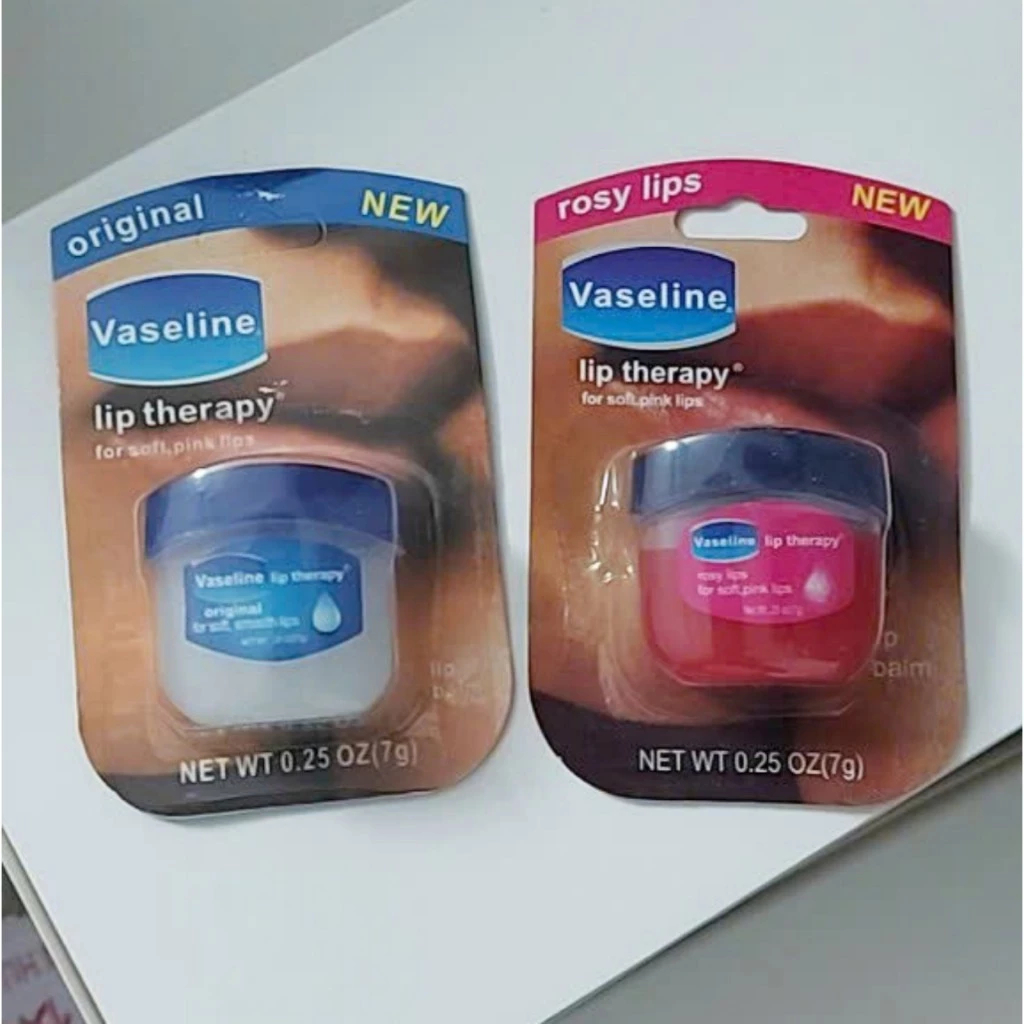 original
NEW
Vaseline
lip therapy®
for soft,pink lips
Vaseline lip therapy
original
for soft, smooth lips
lip
NET WT 0.25 OZ(7g)
rosy lips
NEW
Vaseline
lip therapy®
for soft,pink lips
Vaseline lip therapy
rosy lips
for soft,pink lips
balm
NET WT 0.25 OZ(7g)